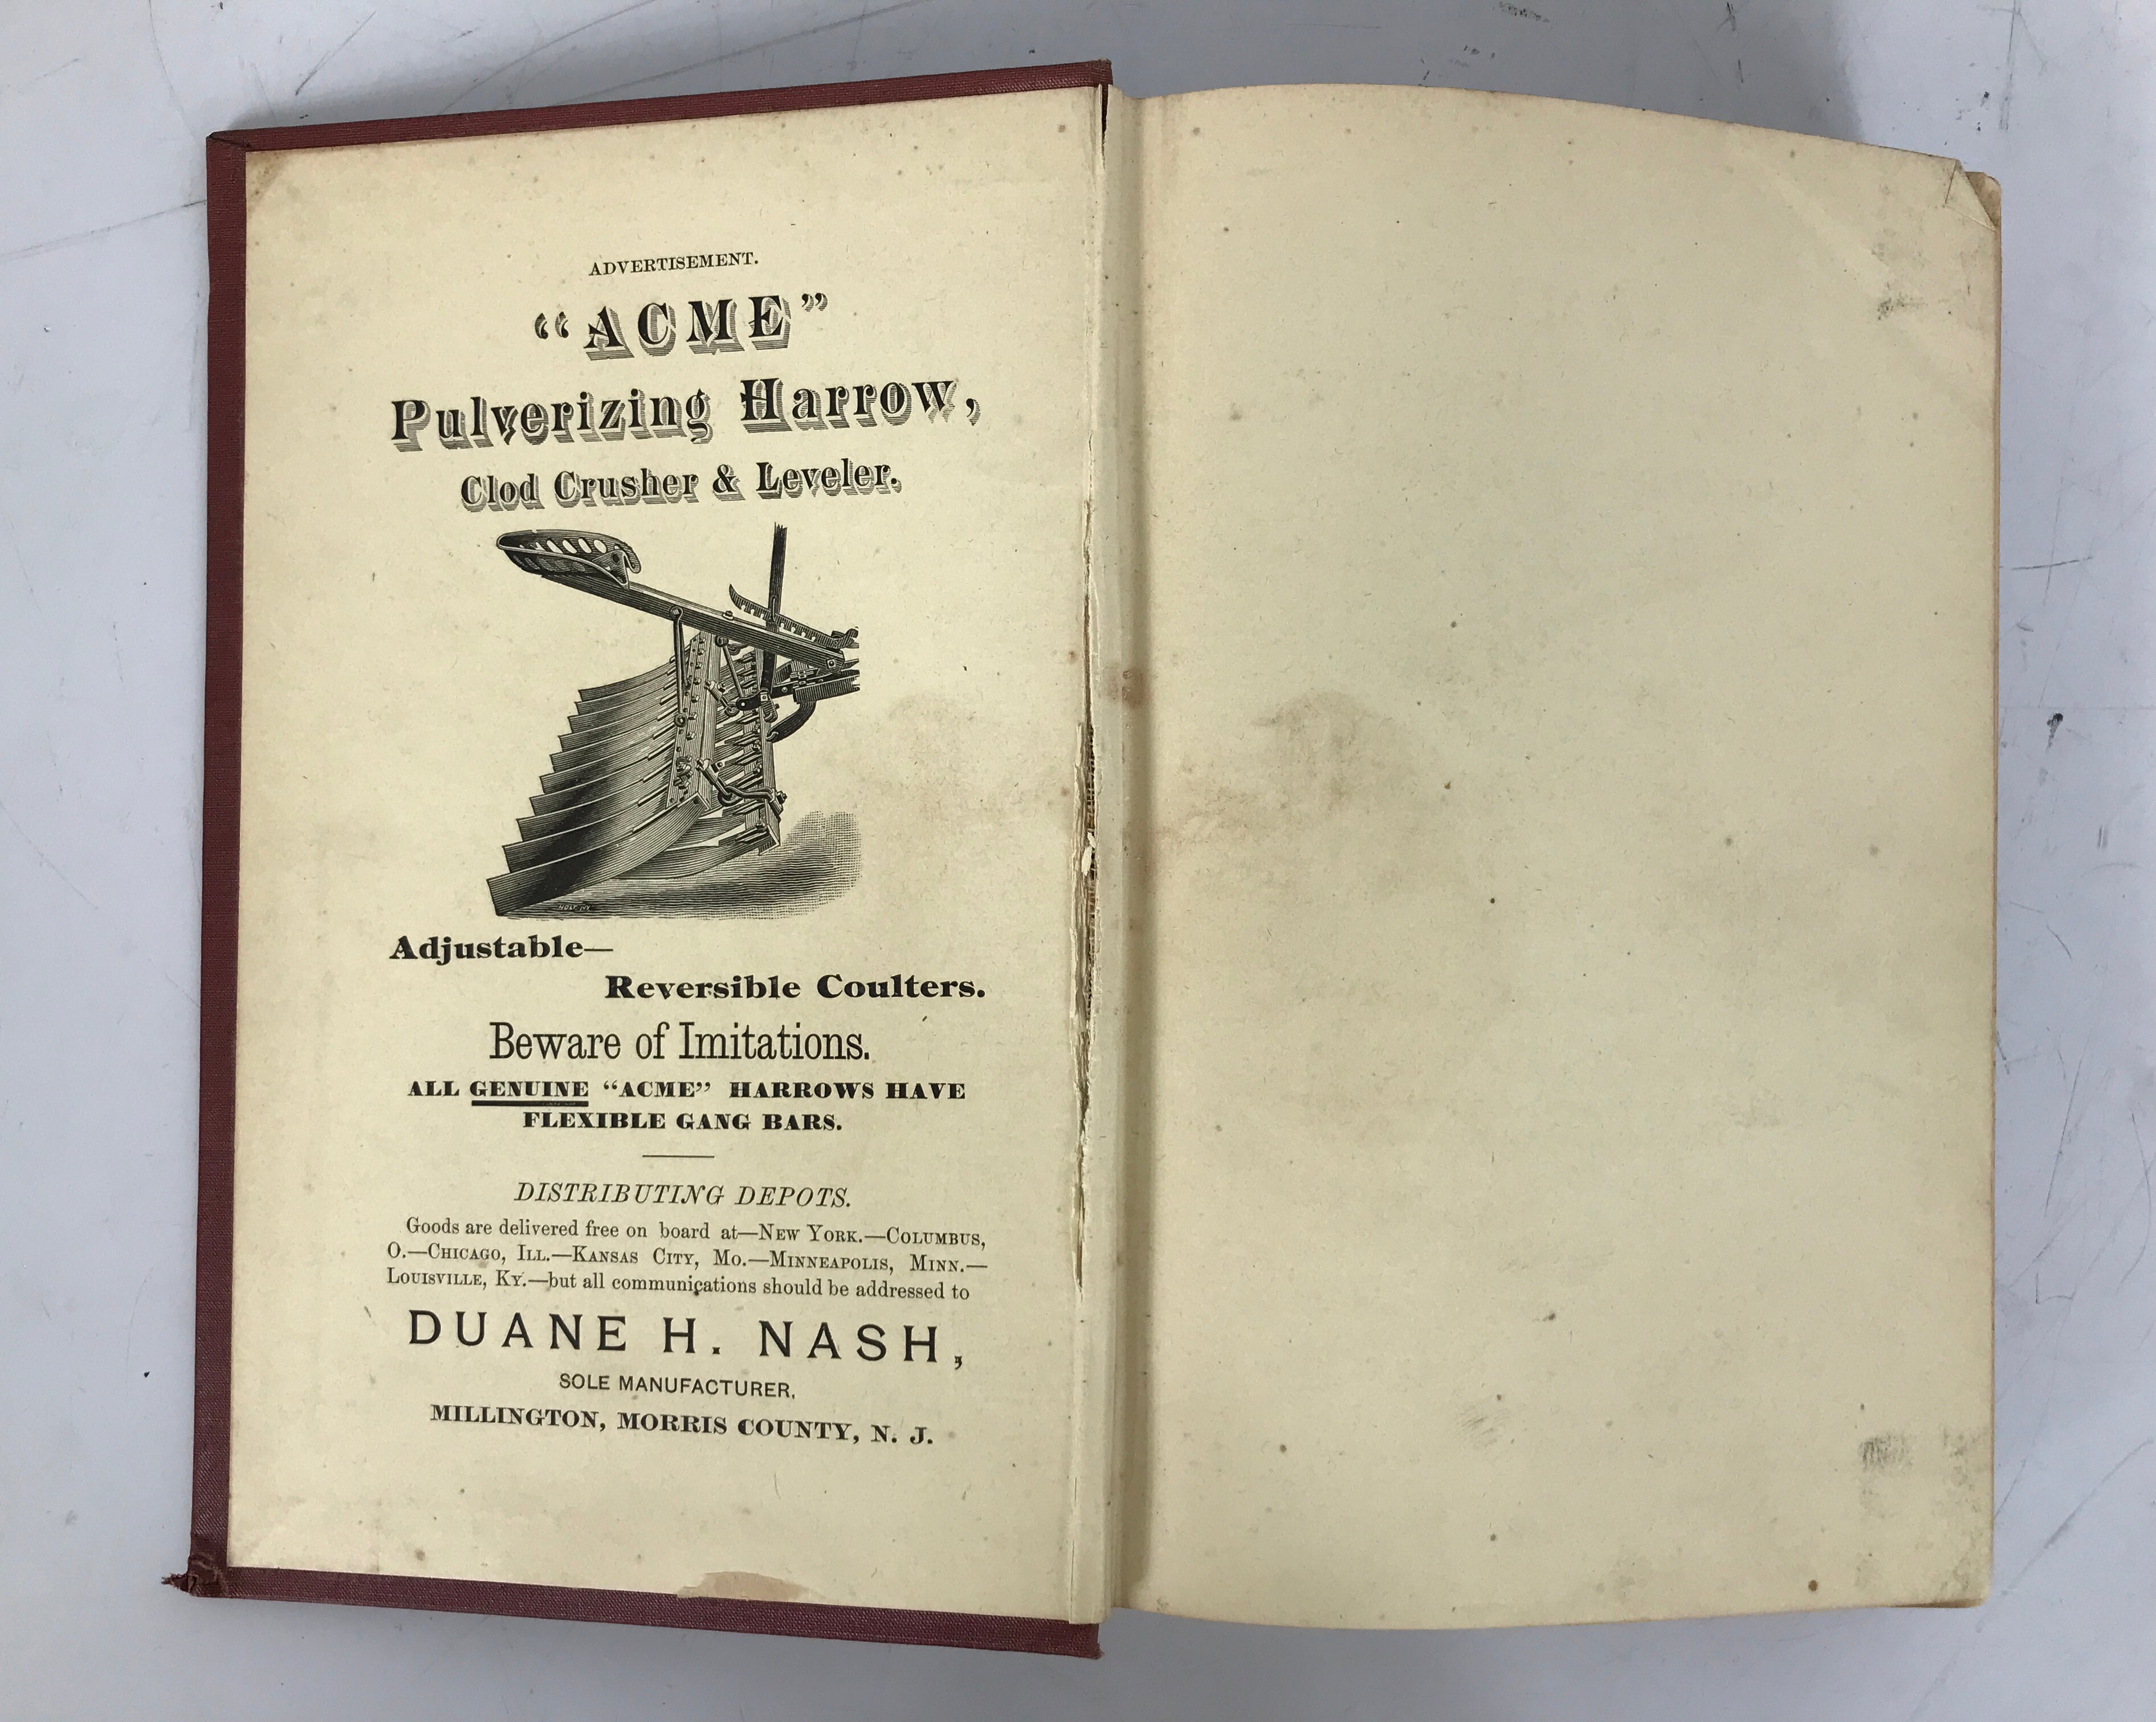 ADVERTISEMENT.
“ACME”
Pulverizing Harrow,
Clod Crusher & Leveler.
Adjustable—
Reversible Coulters.
Beware of Imitations.
ALL GENUINE “ACME” HARROWS HAVE
FLEXIBLE GANG BARS.
DISTRIBUTING DEPOTS.
Goods are delivered free on board at—NEW YORK.—COLUMBUS,
O.—CHICAGO, ILL.—KANSAS CITY, MO.—MINNEAPOLIS, MINN.—
LOUISVILLE, KY.—but all communications should be addressed to
DUANE H. NASH,
SOLE MANUFACTURER,
MILLINGTON, MORRIS COUNTY, N. J.